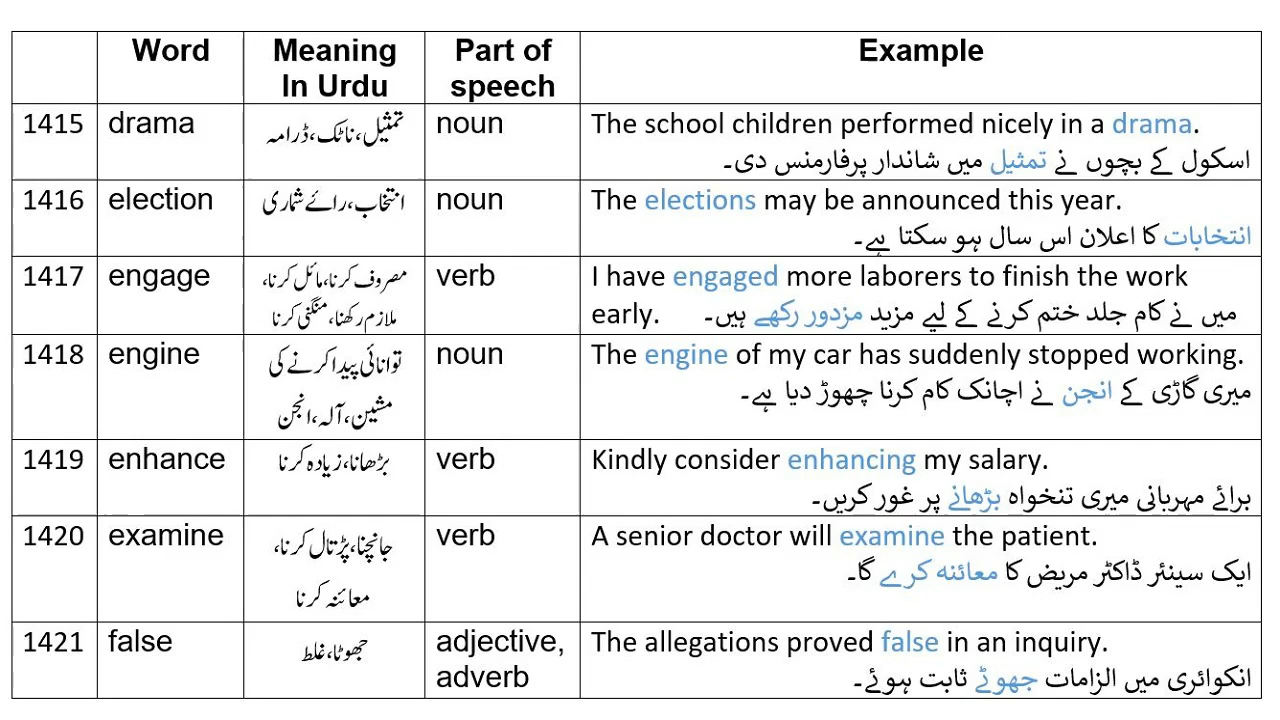 Word Meaning In Urdu Part of speech Example
1415 drama تمثیل،ناٹک،ڈرامہ noun The school children performed nicely in a drama.
اسکول کے بچوں نے تمثیل میں شاندار پرفارمنس دی۔
1416 election انتخاب،رائے شماری noun The elections may be announced this year.
انتخابات کا اعلان اس سال ہو سکتا ہے۔
1417 engage مصروف کرنا،مائل کرنا، verb I have engaged more laborers to finish the work
ملازم رکھنا،منگنی کرنا early. میں نے کام جلد ختم کرنے کے لیے مزید مزدور رکھے ہیں۔
1418 engine توانائی پیدا کرنے کی noun The engine of my car has suddenly stopped working.
مشین،آلہ،انجن میری گاڑی کے انجن نے اچانک کام کرنا چھوڑ دیا ہے۔
1419 enhance بڑھانا،زیادہ کرنا verb Kindly consider enhancing my salary.
برائے مہربانی میری تنخواہ بڑھانے پر غور کریں۔
1420 examine جانچنا،پڑتال کرنا، verb A senior doctor will examine the patient.
معائنہ کرنا ایک سینئر ڈاکٹر مریض کا معائنہ کرے گا۔
1421 false جھوٹا،غلط adjective, adverb The allegations proved false in an inquiry.
انکوائری میں الزامات جھوٹے ثابت ہوئے۔